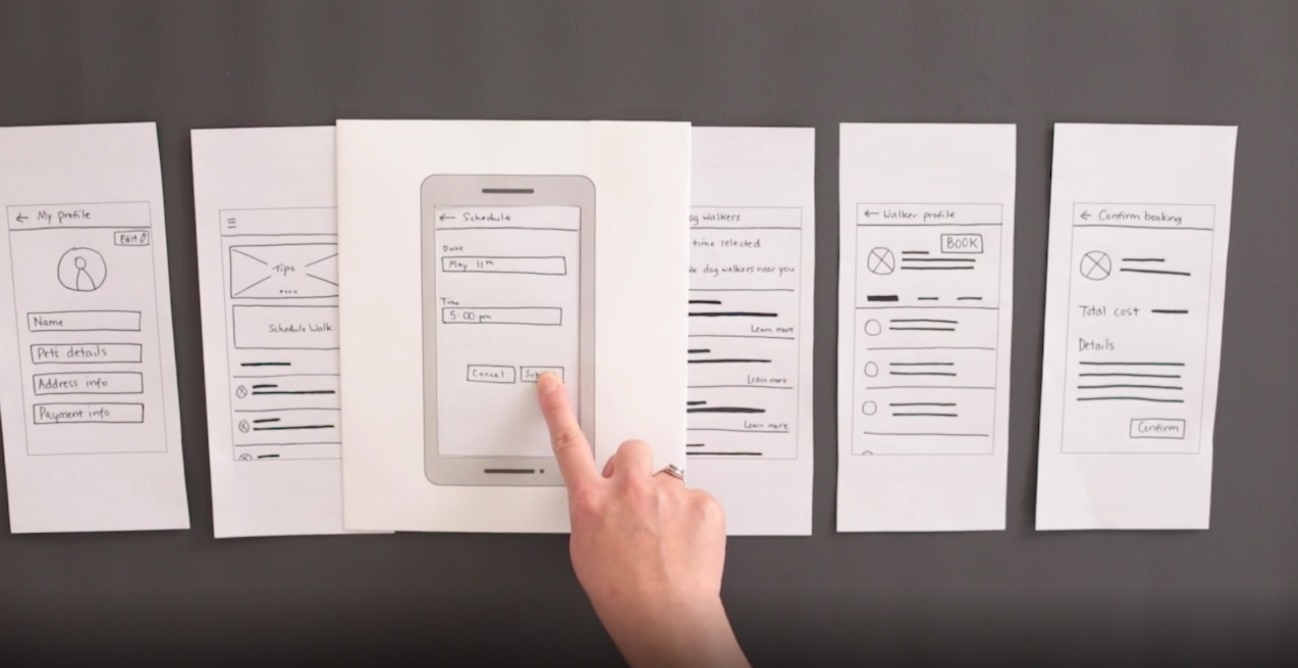 ← My profile
Edit
Name
Pets details
Address info
Payment info
Tips
Schedule Walk
← Schedule
Date
May 11th
Time
5:00 pm
Cancel
walkers
time selected
dog walkers near you
Learn more
Learn more
Learn more
← Walker profile
BOOK
← Confirm booking
Total cost
Details
Confirm